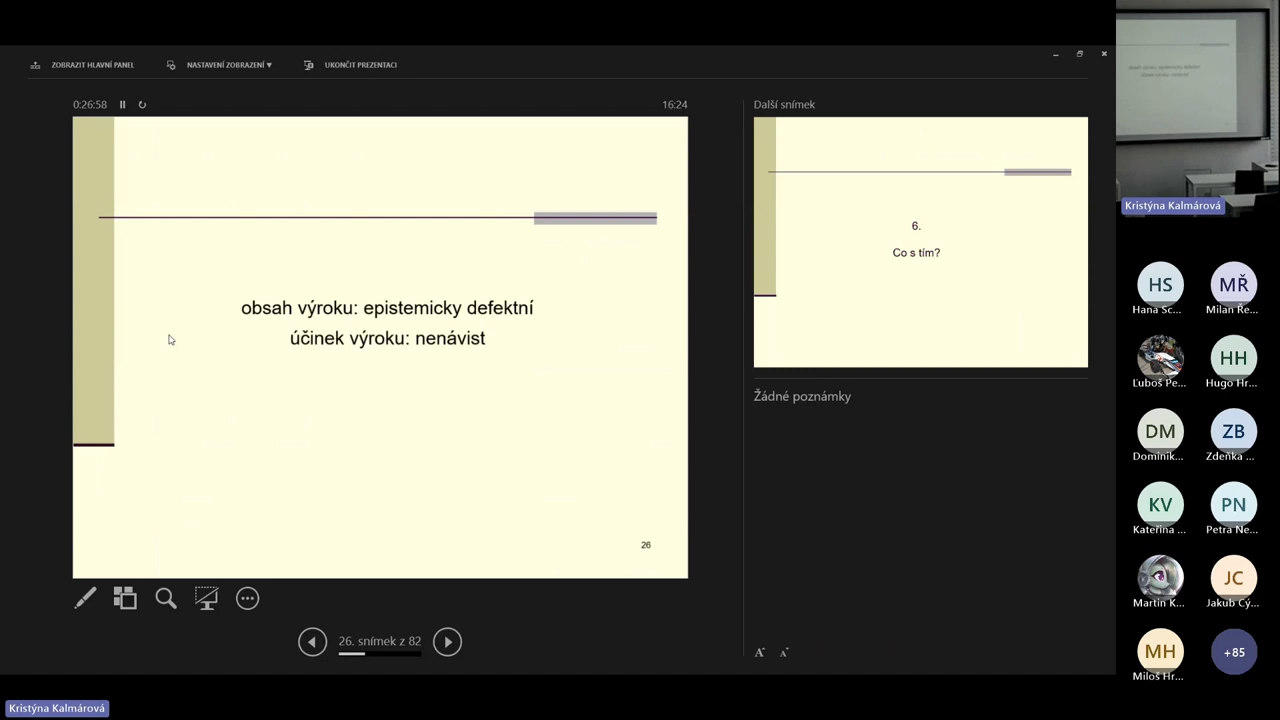 ZOBRAZIT HLAVNÍ PANEL
NASTAVENÍ ZOBRAZENÍ ▼
UKONČIT PREZENTACI
0:26:58
16:24
obsah výroku: epistemicky defektní
účinek výroku: nenávist
26
26. snímek z 82
Další snímek
6.
Co s tím?
Žádné poznámky
A
A
Kristýna Kalmárová
HS
MŘ
Hana Sc...
Milan Ře...
HH
Ľuboš Pe...
Hugo Hr...
DM
ZB
Dominik...
Zdeňka ...
KV
PN
Kateřina ...
Petra Ne...
JC
Martin K...
Jakub Cý...
MH
+85
Miloš Hr...
Kristýna Kalmárová